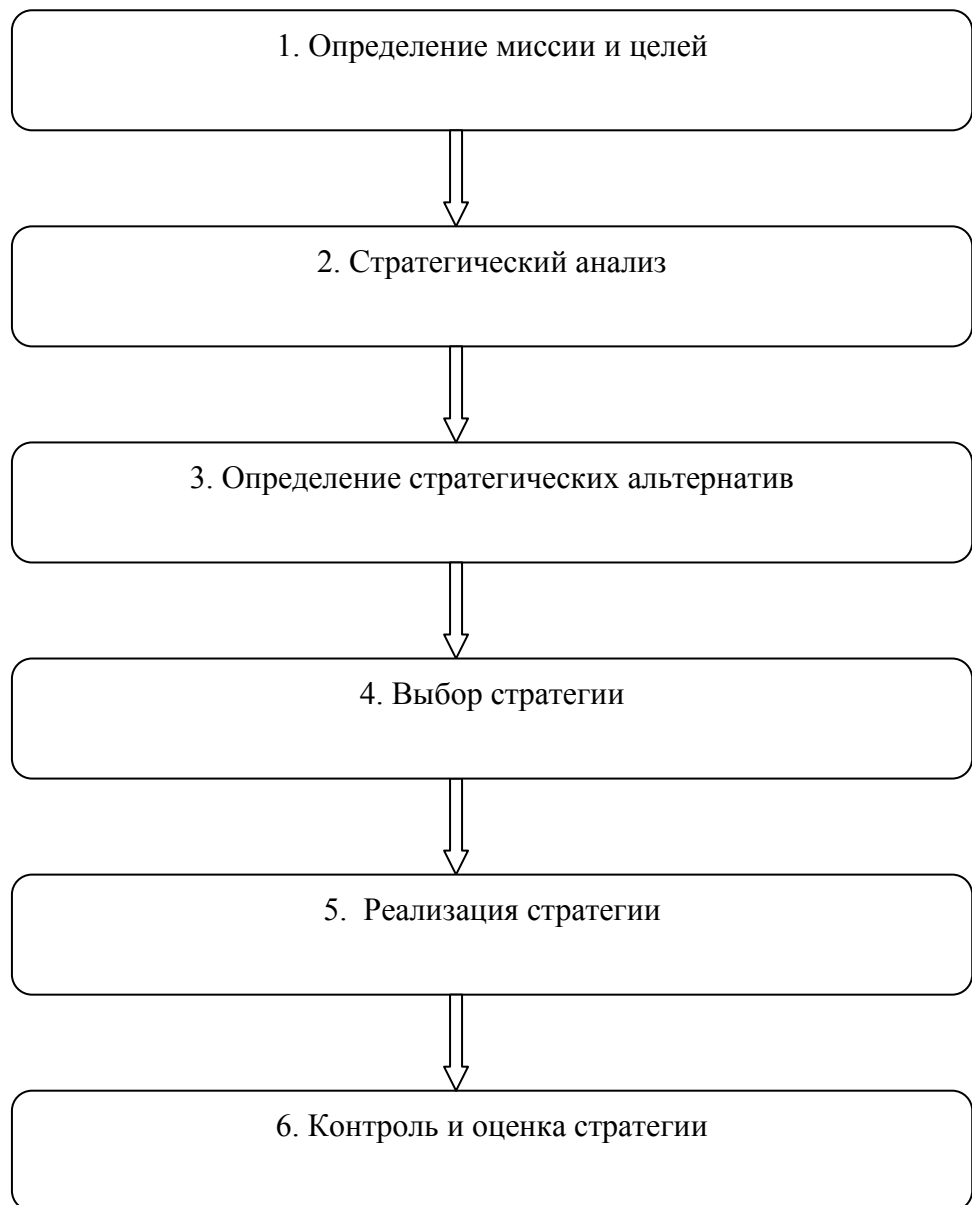 1. Определение миссии и целей
2. Стратегический анализ
3. Определение стратегических альтернатив
4. Выбор стратегии
5.  Реализация стратегии
6. Контроль и оценка стратегии